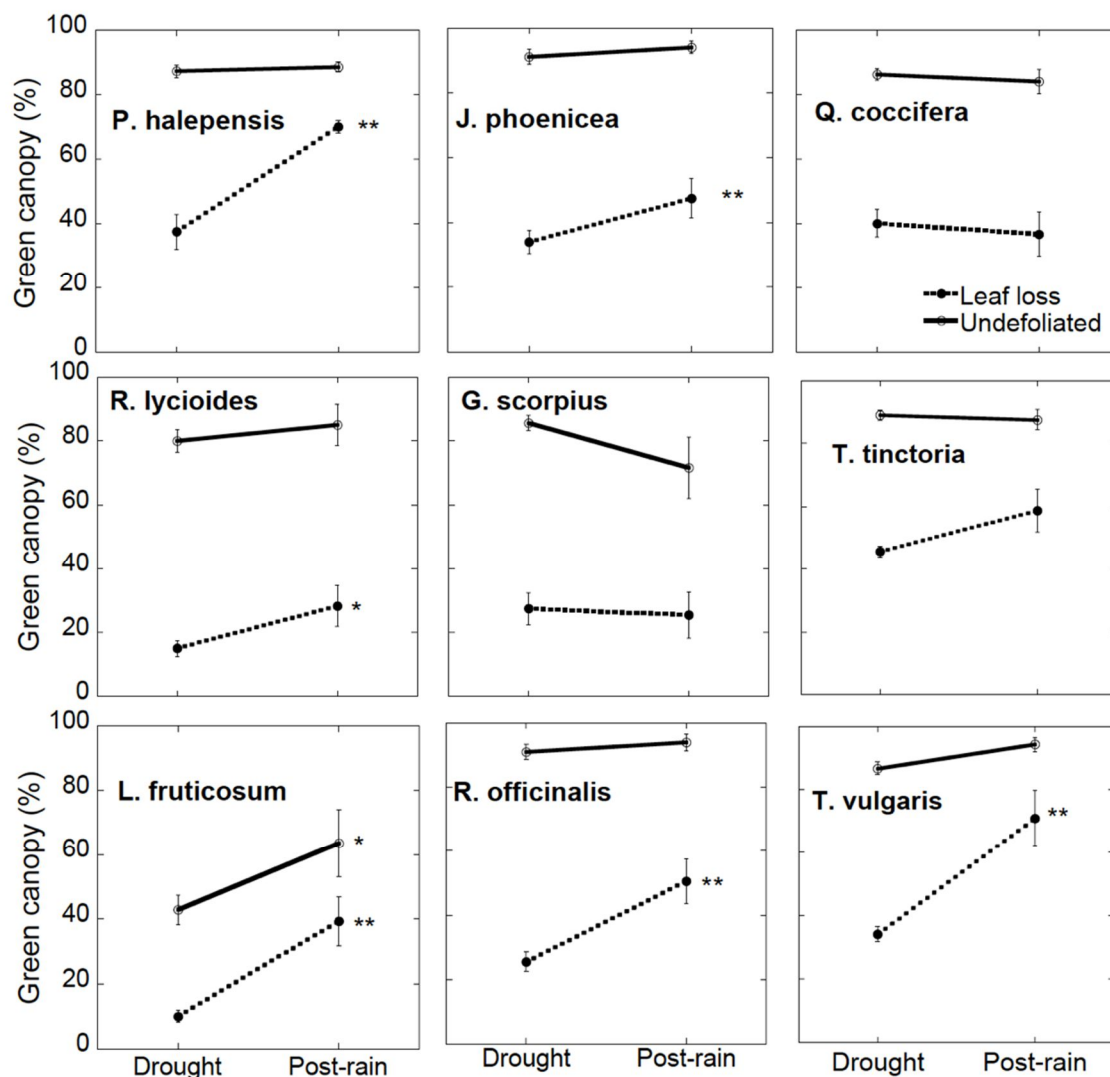 Green canopy (%)
100
80
60
40
20
0
P. halepensis
**
J. phoenicea
**
Q. coccifera
Leaf loss
Undefoliated
Green canopy (%)
100
80
60
40
20
0
R. lycioides
*
G. scorpius
T. tinctoria
Green canopy (%)
100
80
60
40
20
0
L. fruticosum
*
**
R. officinalis
**
T. vulgaris
**
Drought Post-rain
Drought Post-rain
Drought Post-rain